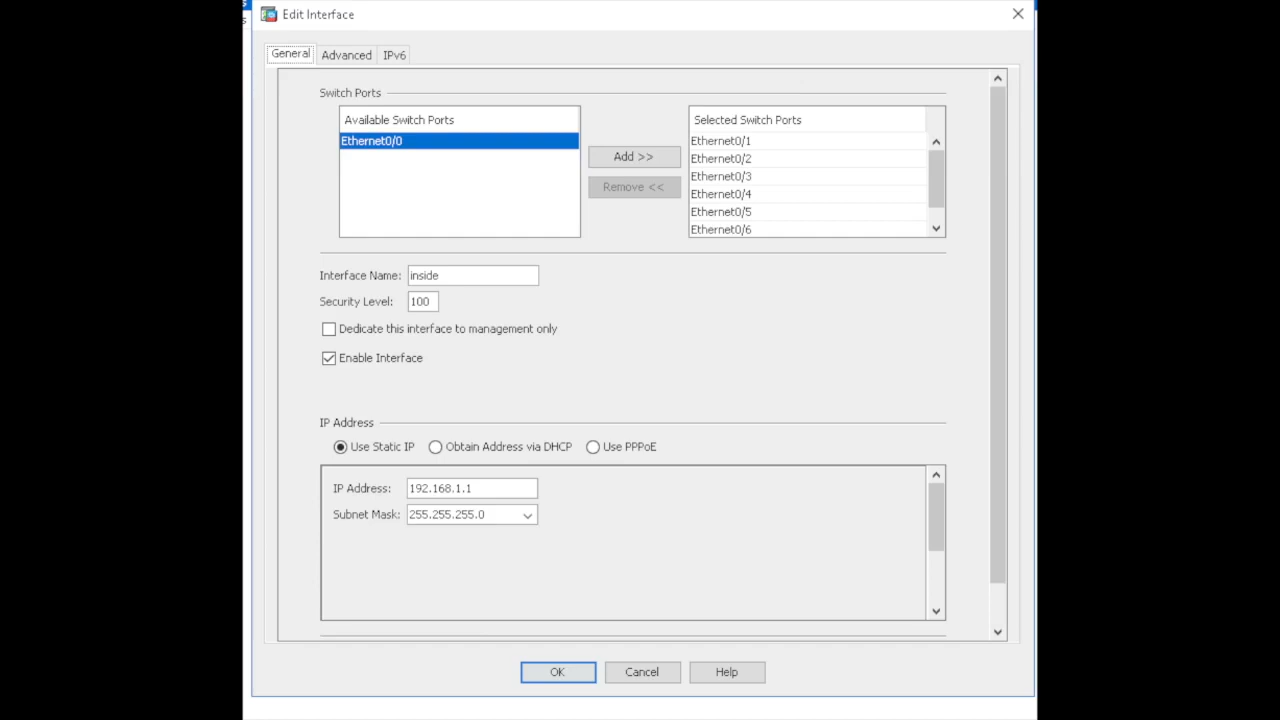 Edit Interface
General Advanced IPv6
Switch Ports
Available Switch Ports
Ethernet0/0
Add >>
Remove <<
Selected Switch Ports
Ethernet0/1
Ethernet0/2
Ethernet0/3
Ethernet0/4
Ethernet0/5
Ethernet0/6
Interface Name: inside
Security Level: 100
Dedicate this interface to management only
Enable Interface
IP Address
Use Static IP Obtain Address via DHCP Use PPPoE
IP Address: 192.168.1.1
Subnet Mask: 255.255.255.0
OK Cancel Help